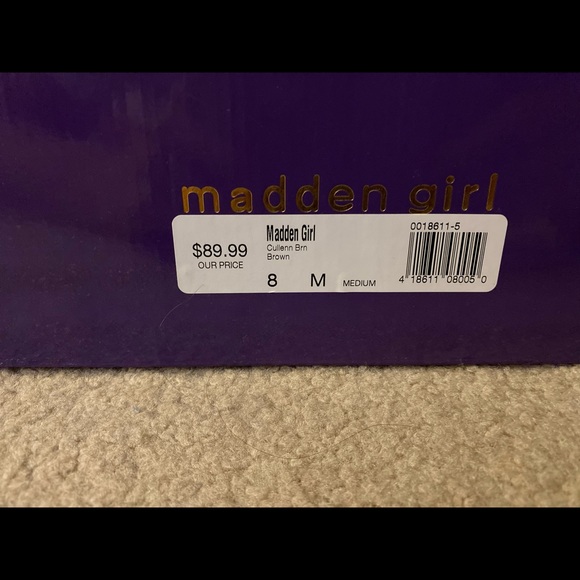 madden girl
$89.99
OUR PRICE
Madden Girl
Cullenn Brn
Brown
8 M MEDIUM
0018611-5
4 18611 08005 0